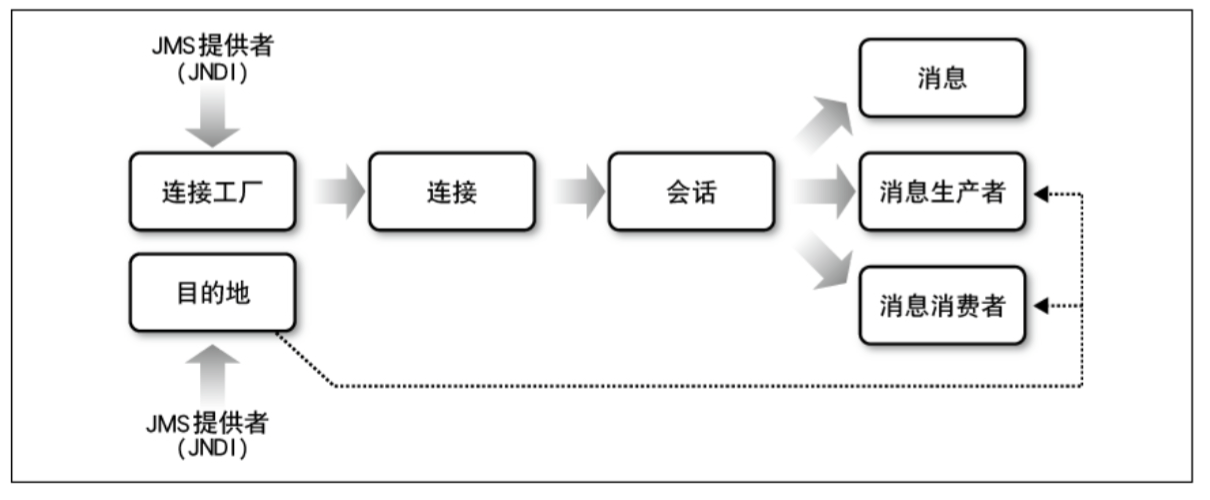 JMS提供者
(JNDI)
消息
连接工厂
连接
会话
消息生产者
目的地
消息消费者
JMS提供者
(JNDI)